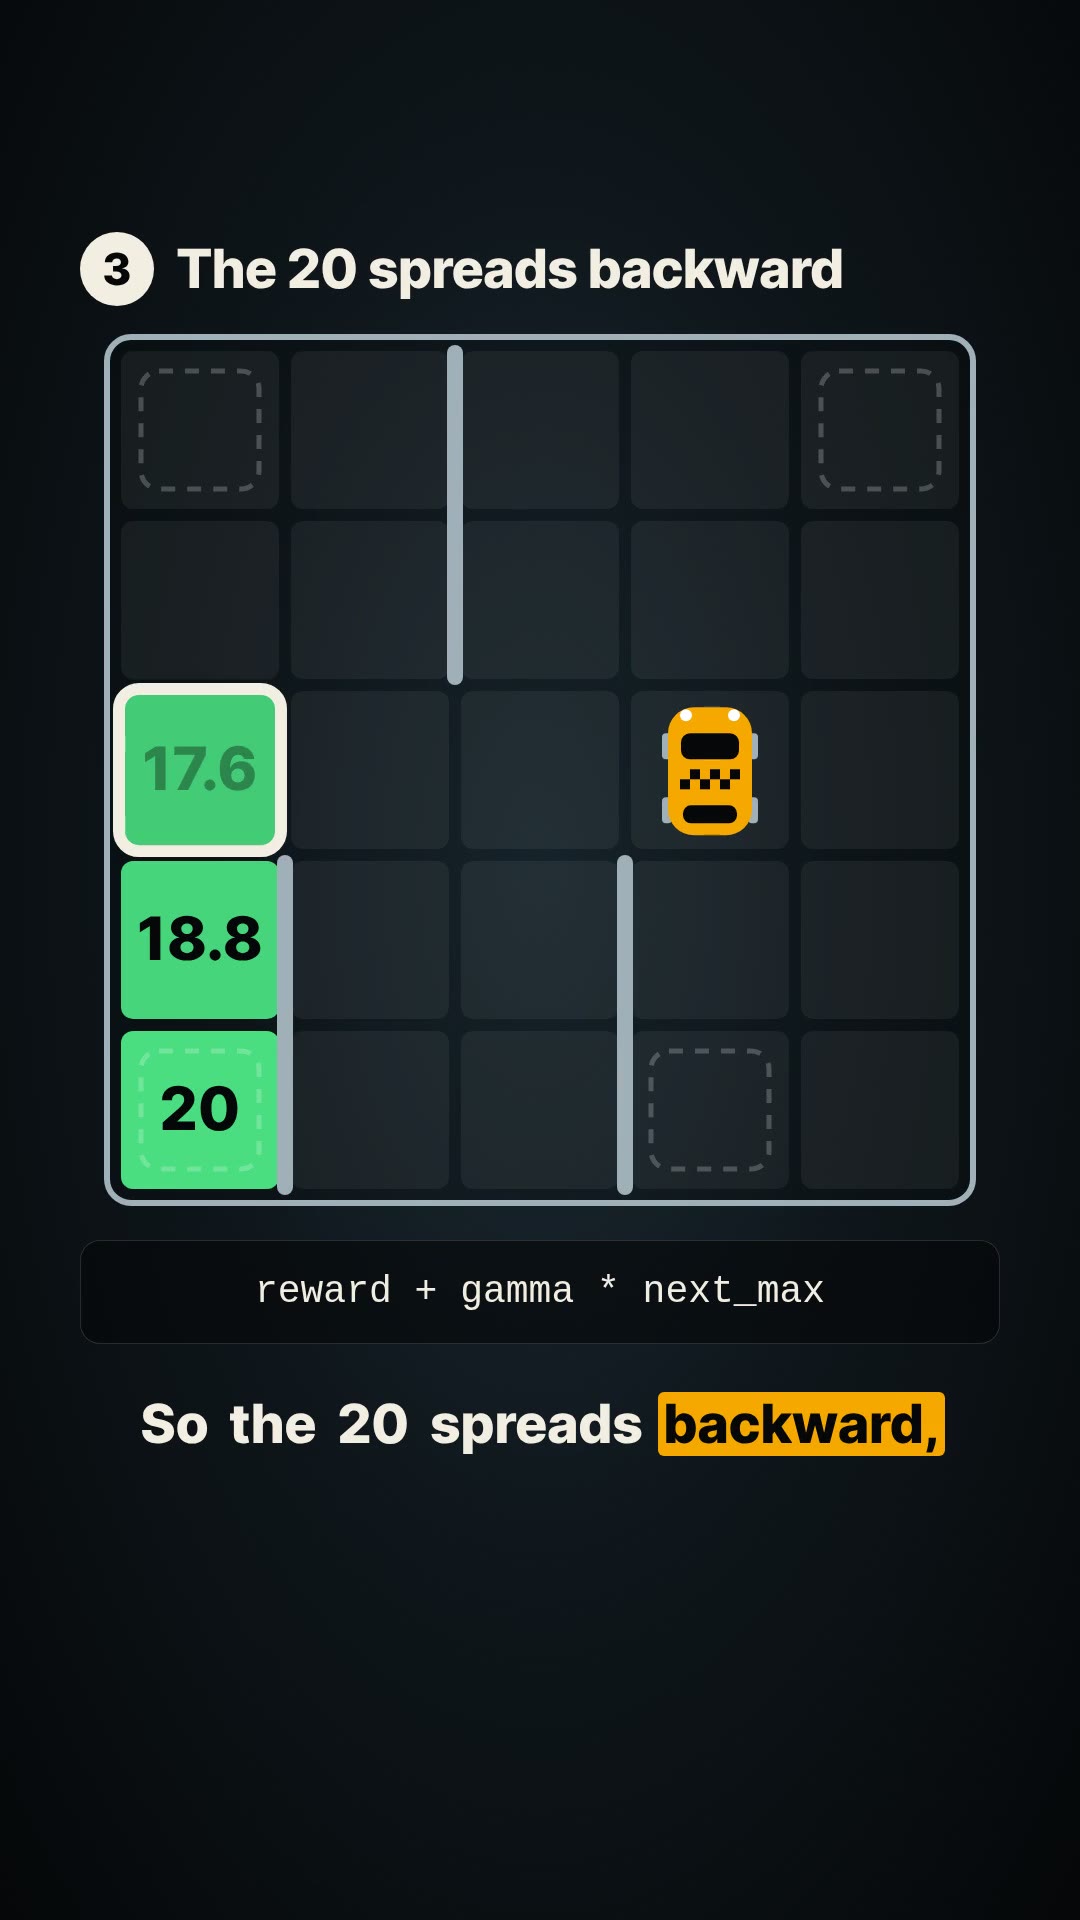 3 The 20 spreads backward
17.6
18.8
20
reward + gamma * next_max
So the 20 spreads backward,